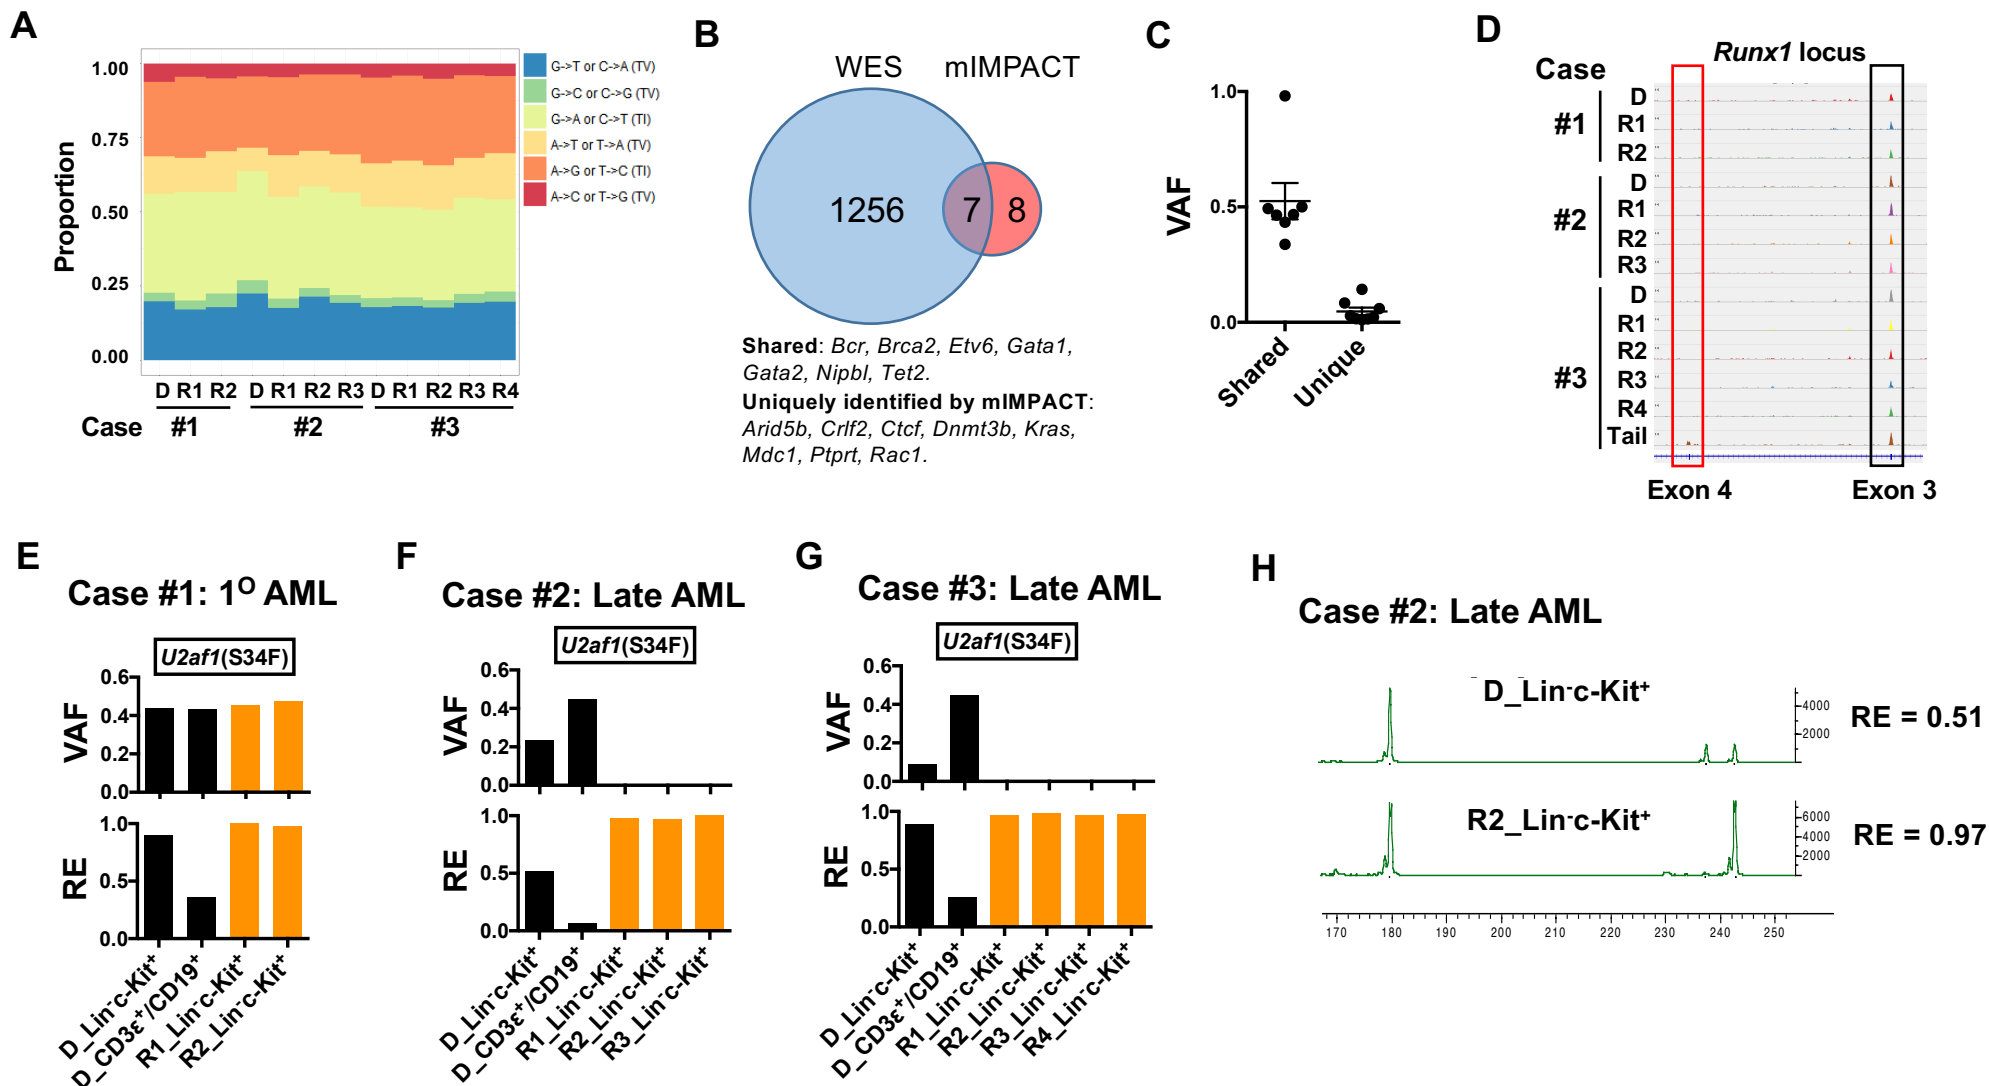 A
1.00
0.75
0.50
0.25
0.00
Proportion
D R1 R2 D R1 R2 R3 D R1 R2 R3 R4
Case #1 #2 #3
G->T or C->A (TV)
G->C or C->G (TV)
G->A or C->T (TI)
A->T or T->A (TV)
A->G or T->C (TI)
A->C or T->G (TV)
B
WES mIMPACT
1256 7 8
Shared: Bcr, Brca2, Etv6, Gata1,
Gata2, Nipbl, Tet2.
Uniquely identified by mIMPACT:
Arid5b, Crlf2, Ctcf, Dnmt3b, Kras,
Mdc1, Ptprt, Rac1.
C
VAF
1.0
0.5
0.0
Shared
Unique
D
Runx1 locus
Case
#1
D
R1
R2
#2
D
R1
R2
R3
#3
D
R1
R2
R3
R4
Tail
Exon 4 Exon 3
E
Case #1: 1º AML
U2af1(S34F)
VAF
0.6
0.4
0.2
0.0
RE
1.0
0.5
0.0
D_Lin⁻c-Kit⁺
D_CD3ε⁺/CD19⁺
R1_Lin⁻c-Kit⁺
R2_Lin⁻c-Kit⁺
F
Case #2: Late AML
U2af1(S34F)
VAF
0.6
0.4
0.2
0.0
RE
1.0
0.5
0.0
D_Lin⁻c-Kit⁺
D_CD3ε⁺/CD19⁺
R1_Lin⁻c-Kit⁺
R2_Lin⁻c-Kit⁺
R3_Lin⁻c-Kit⁺
G
Case #3: Late AML
U2af1(S34F)
VAF
0.6
0.4
0.2
0.0
RE
1.0
0.5
0.0
D_Lin⁻c-Kit⁺
D_CD3ε⁺/CD19⁺
R1_Lin⁻c-Kit⁺
R2_Lin⁻c-Kit⁺
R3_Lin⁻c-Kit⁺
R4_Lin⁻c-Kit⁺
H
Case #2: Late AML
D_Lin⁻c-Kit⁺
4000
2000
RE = 0.51
R2_Lin⁻c-Kit⁺
6000
4000
2000
RE = 0.97
170 180 190 200 210 220 230 240 250